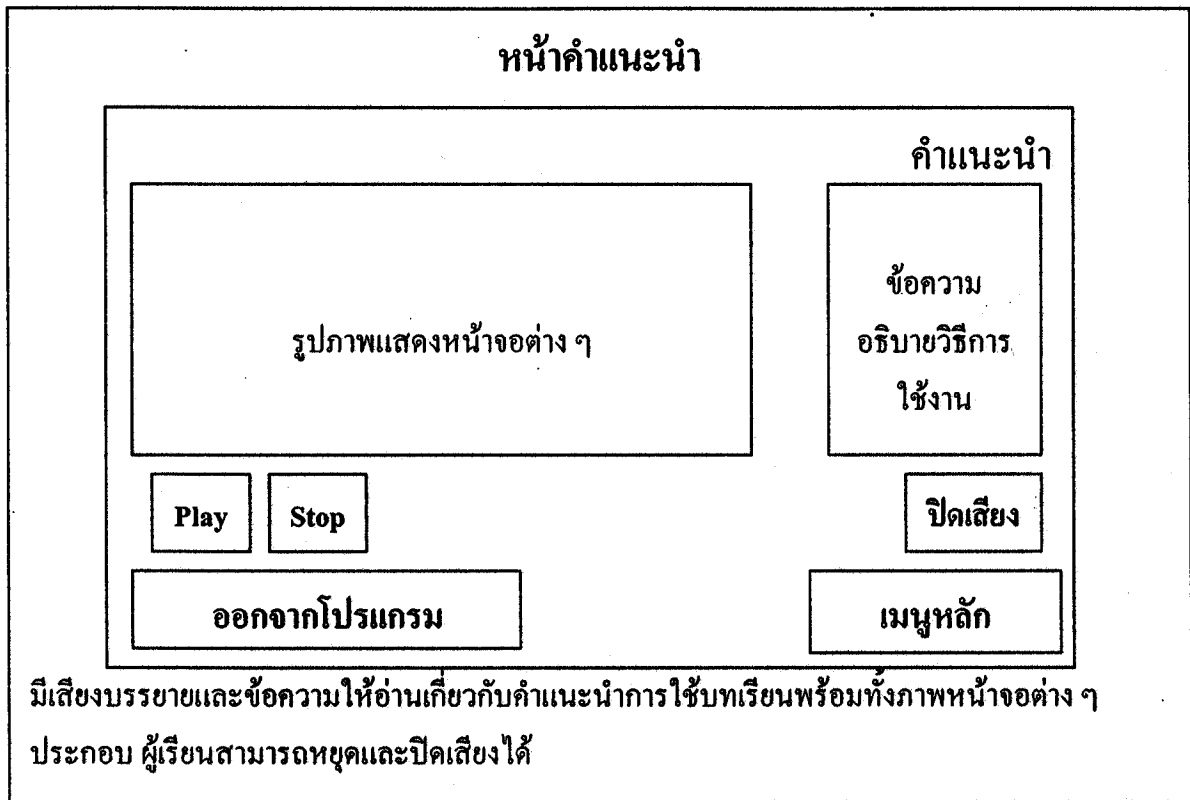 หน้าคำแนะนำ
คำแนะนำ
รูปภาพแสดงหน้าจอต่าง ๆ
ข้อความ
อธิบายวิธีการ
ใช้งาน
Play Stop ปิดเสียง
ออกจากโปรแกรม เมนูหลัก
มีเสียงบรรยายและข้อความให้อ่านเกี่ยวกับคำแนะนำการใช้บทเรียนพร้อมทั้งภาพหน้าจอต่าง ๆ
ประกอบ ผู้เรียนสามารถหยุดและปิดเสียงได้